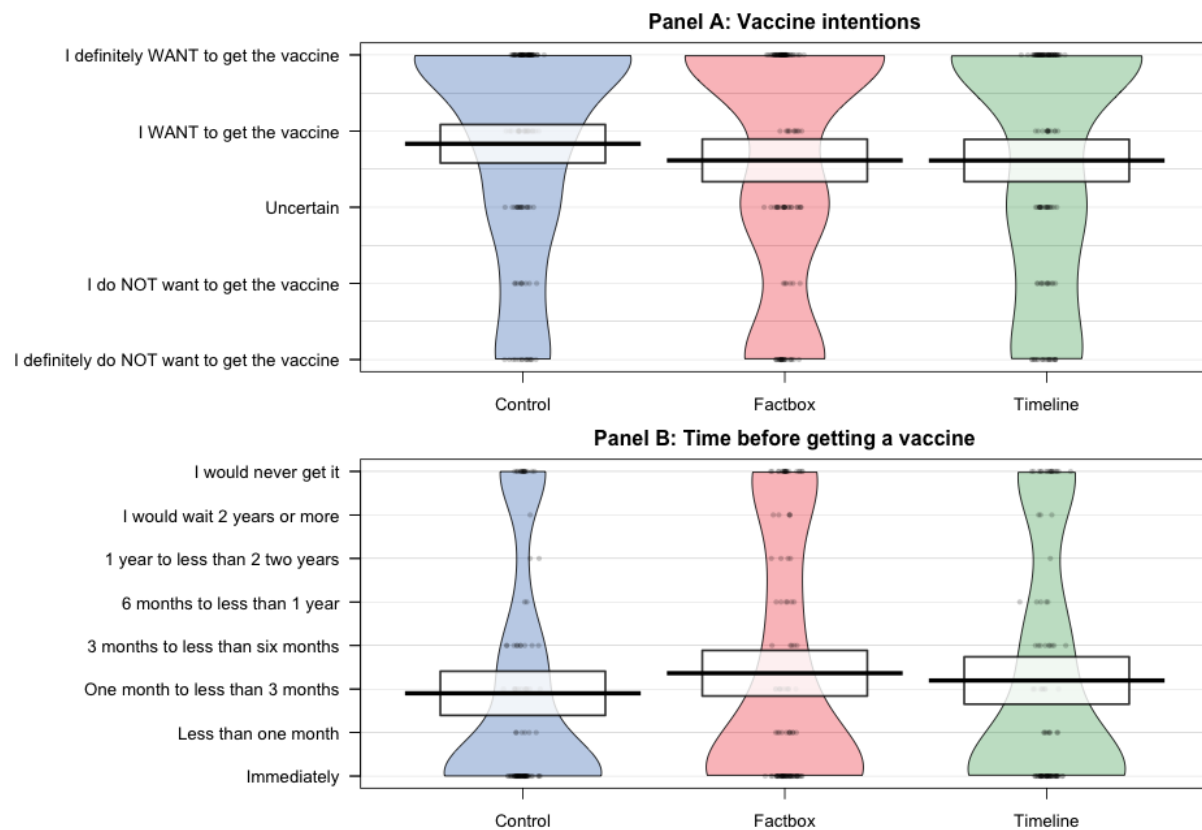 Panel A: Vaccine intentions
I definitely WANT to get the vaccine
I WANT to get the vaccine
Uncertain
I do NOT want to get the vaccine
I definitely do NOT want to get the vaccine
Control Factbox Timeline
Panel B: Time before getting a vaccine
I would never get it
I would wait 2 years or more
1 year to less than 2 two years
6 months to less than 1 year
3 months to less than six months
One month to less than 3 months
Less than one month
Immediately
Control Factbox Timeline